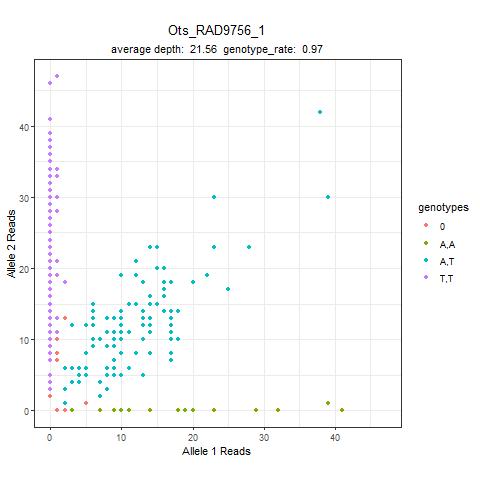 Ots_RAD9756_1
average depth: 21.56 genotype_rate: 0.97
Allele 2 Reads
40
30
20
10
0
0 10 20 30 40
Allele 1 Reads
genotypes
0
A,A
A,T
T,T